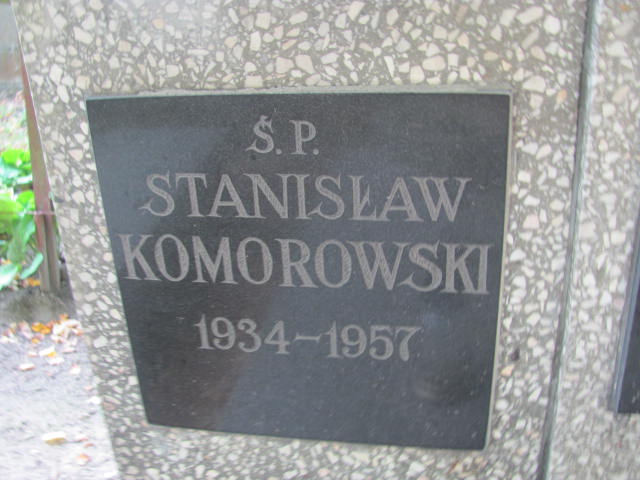 Ś.P.
STANISŁAW
KOMOROWSKI
1934-1957